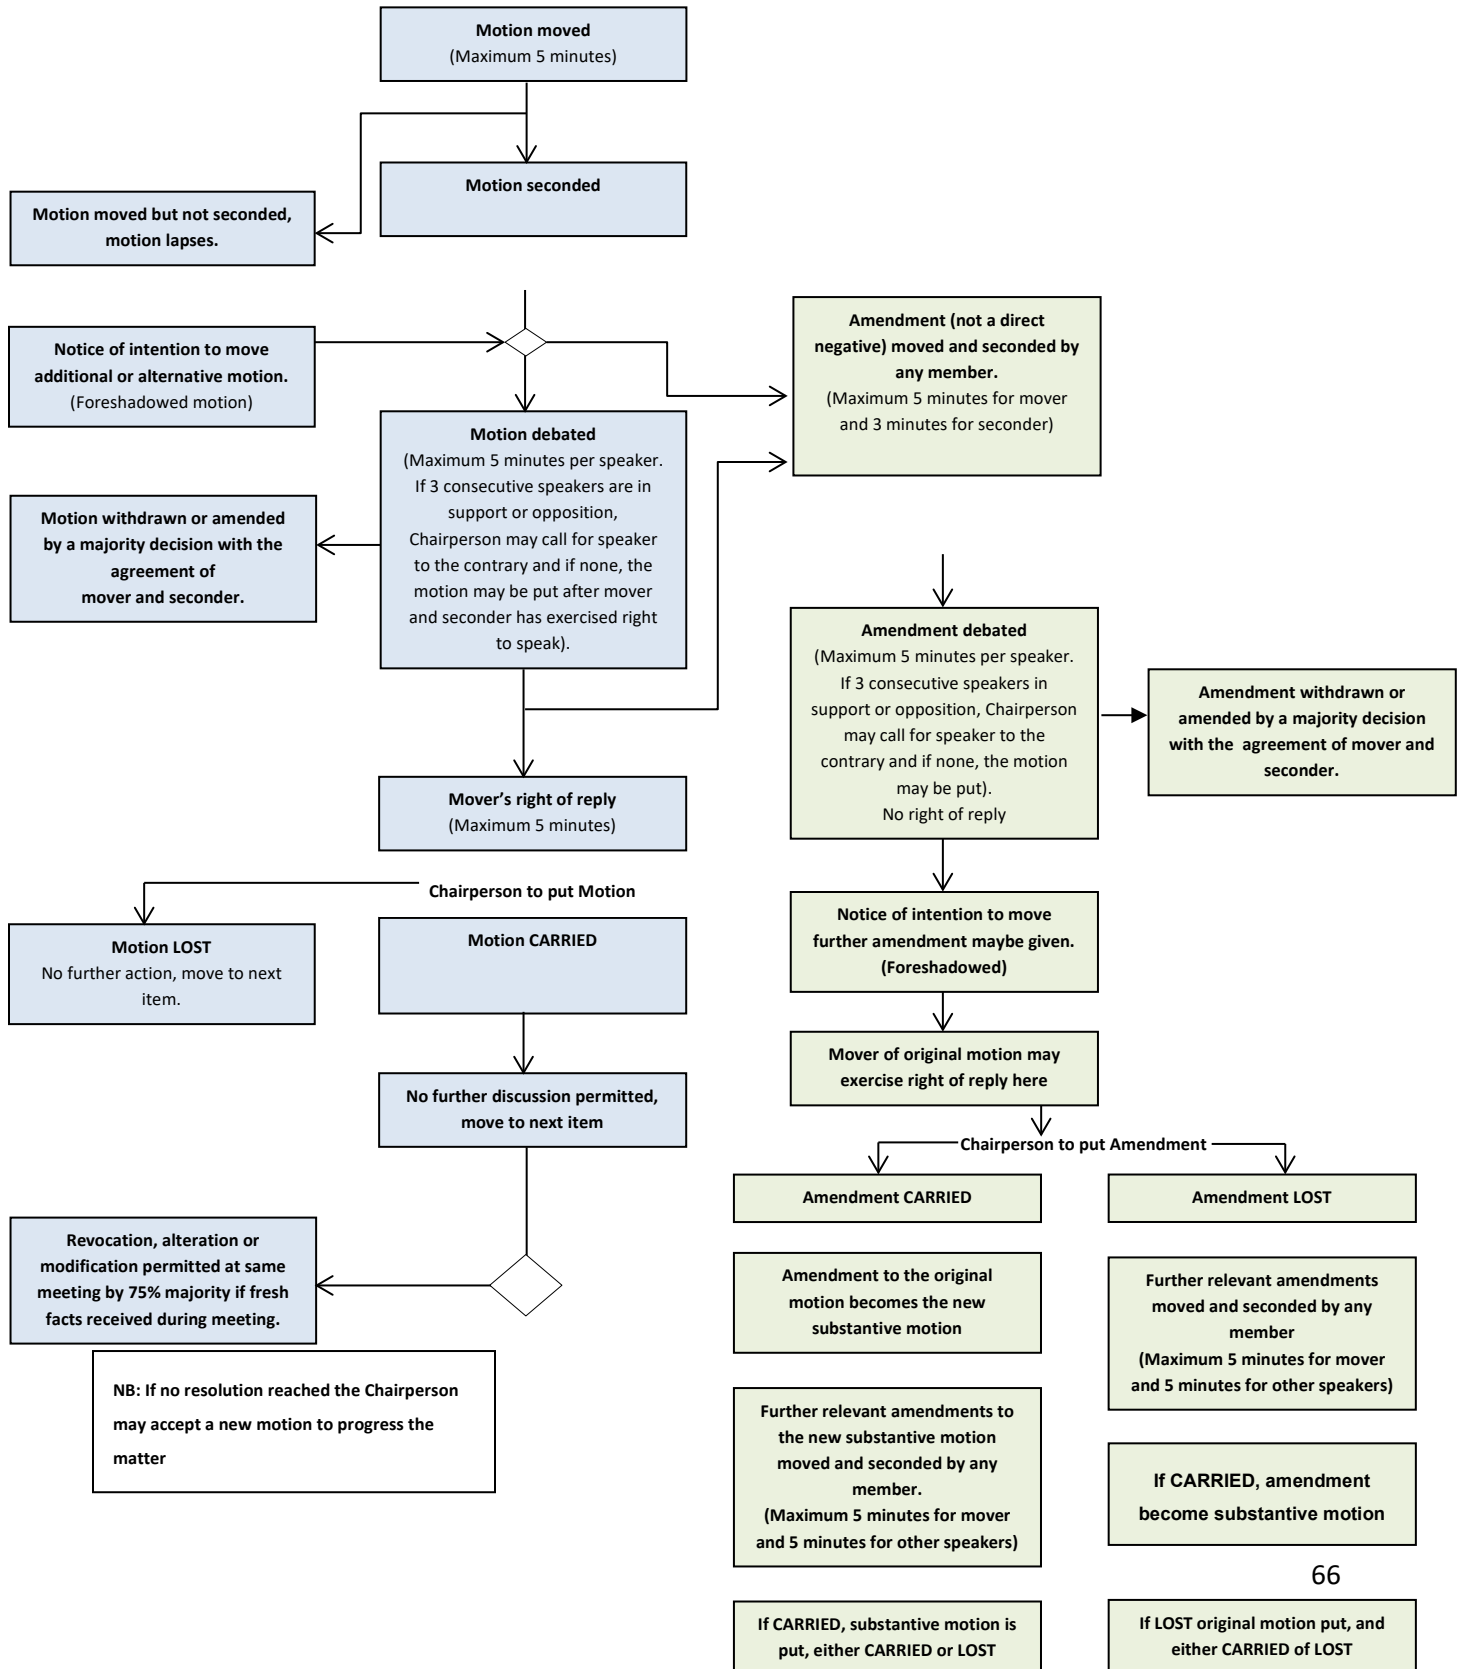 Motion moved
(Maximum 5 minutes)
Motion seconded
Motion moved but not seconded,
motion lapses.
Notice of intention to move
additional or alternative motion.
(Foreshadowed motion)
Amendment (not a direct
negative) moved and seconded by
any member.
(Maximum 5 minutes for mover
and 3 minutes for seconder)
Motion debated
(Maximum 5 minutes per speaker.
If 3 consecutive speakers are in
support or opposition,
Chairperson may call for speaker
to the contrary and if none, the
motion may be put after mover
and seconder has exercised right
to speak).
Motion withdrawn or amended
by a majority decision with the
agreement of
mover and seconder.
Amendment debated
(Maximum 5 minutes per speaker.
If 3 consecutive speakers in
support or opposition, Chairperson
may call for speaker to the
contrary and if none, the motion
may be put).
No right of reply
Amendment withdrawn or
amended by a majority decision
with the  agreement of mover and
seconder.
Mover’s right of reply
(Maximum 5 minutes)
Chairperson to put Motion
Motion LOST
No further action, move to next
item.
Motion CARRIED
Notice of intention to move
further amendment maybe given.
(Foreshadowed)
Mover of original motion may
exercise right of reply here
No further discussion permitted,
move to next item
Chairperson to put Amendment
Amendment CARRIED
Amendment LOST
Revocation, alteration or
modification permitted at same
meeting by 75% majority if fresh
facts received during meeting.
Amendment to the original
motion becomes the new
substantive motion
Further relevant amendments
moved and seconded by any
member
(Maximum 5 minutes for mover
and 5 minutes for other speakers)
NB: If no resolution reached the Chairperson
may accept a new motion to progress the
matter
Further relevant amendments to
the new substantive motion
moved and seconded by any
member.
(Maximum 5 minutes for mover
and 5 minutes for other speakers)
If CARRIED, amendment
become substantive motion
66
If CARRIED, substantive motion is
put, either CARRIED or LOST
If LOST original motion put, and
either CARRIED of LOST